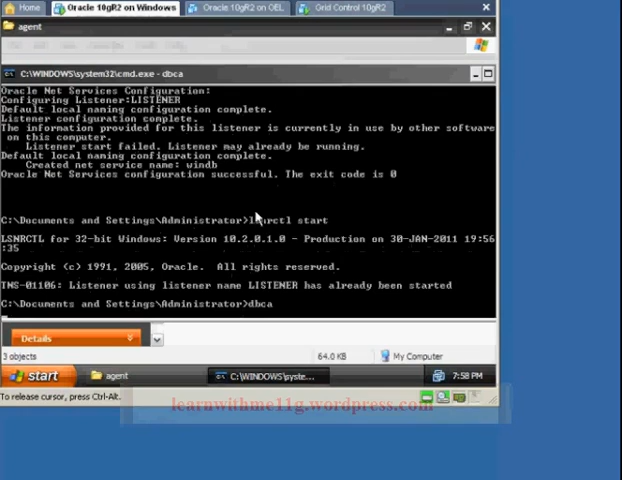 Home Oracle 10gR2 on Windows Oracle 10gR2 on OEL Grid Control 10gR2
agent
C:\WINDOWS\system32\cmd.exe - dbca
Oracle Net Services Configuration:
Configuring Listener:LISTENER
Default local naming configuration complete.
Listener configuration complete.
The information provided for this listener is currently in use by other software
on this computer.
Listener start failed. Listener may already be running.
Default local naming configuration complete.
Created net service name: windb
Oracle Net Services configuration successful. The exit code is 0
C:\Documents and Settings\Administrator>lsnrctl start
LSNRCTL for 32-bit Windows: Version 10.2.0.1.0 - Production on 30-JAN-2011 19:56
:35
Copyright (c) 1991, 2005, Oracle. All rights reserved.
TNS-01106: Listener using listener name LISTENER has already been started
C:\Documents and Settings\Administrator>dbca
Details
3 objects 64.0 KB My Computer
start agent C:\WINDOWS\syste... 7:58 PM
To release cursor, press Ctrl-Alt.
learnwithme11g.wordpress.com